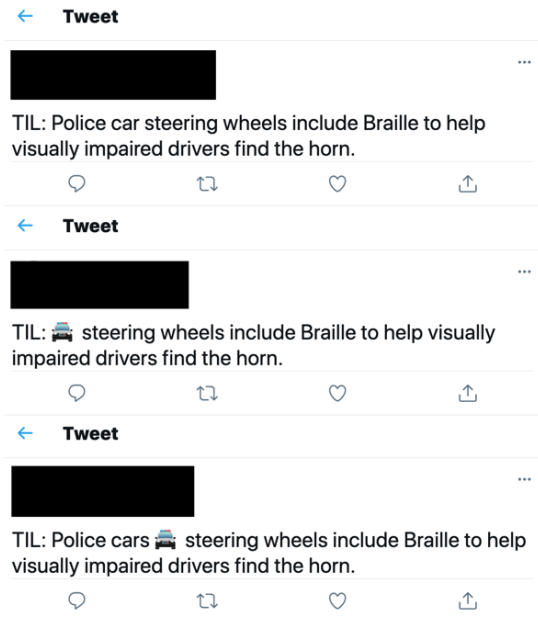 Tweet
TIL: Police car steering wheels include Braille to help
visually impaired drivers find the horn.
Tweet
TIL: 🚔 steering wheels include Braille to help visually
impaired drivers find the horn.
Tweet
TIL: Police cars 🚔 steering wheels include Braille to help
visually impaired drivers find the horn.